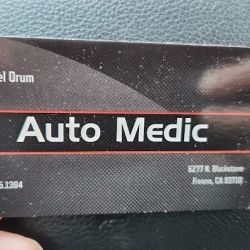 el Drum
Auto Medic
6277 N. Blackstone
Fresno, CA 93710
5.1384